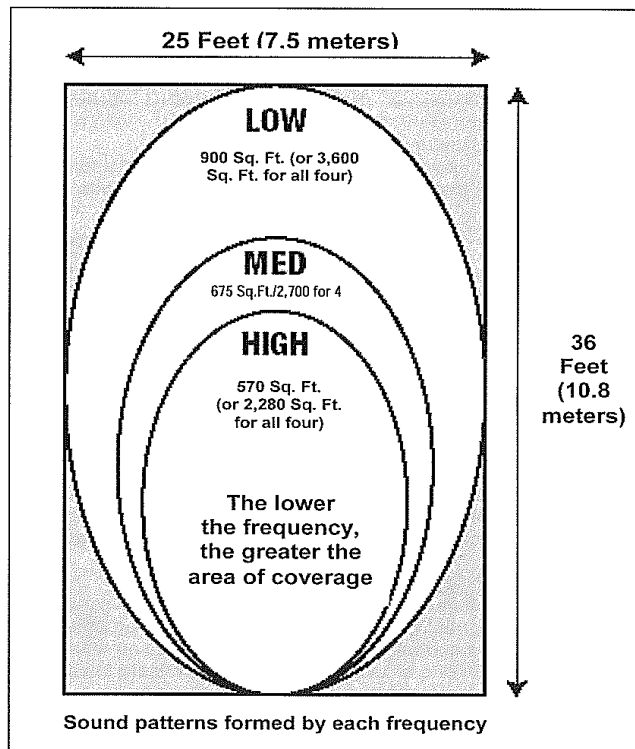 25 Feet (7.5 meters)
LOW
900 Sq. Ft. (or 3,600
Sq. Ft. for all four)
MED
675 Sq.Ft./2,700 for 4
HIGH
570 Sq. Ft.
(or 2,280 Sq. Ft.
for all four)
36
Feet
(10.8
meters)
The lower
the frequency,
the greater the
area of coverage
Sound patterns formed by each frequency